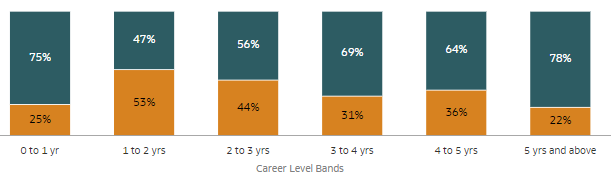 75% 47% 56% 69% 64% 78%
25% 53% 44% 31% 36% 22%
0 to 1 yr 1 to 2 yrs 2 to 3 yrs 3 to 4 yrs 4 to 5 yrs 5 yrs and above
Career Level Bands